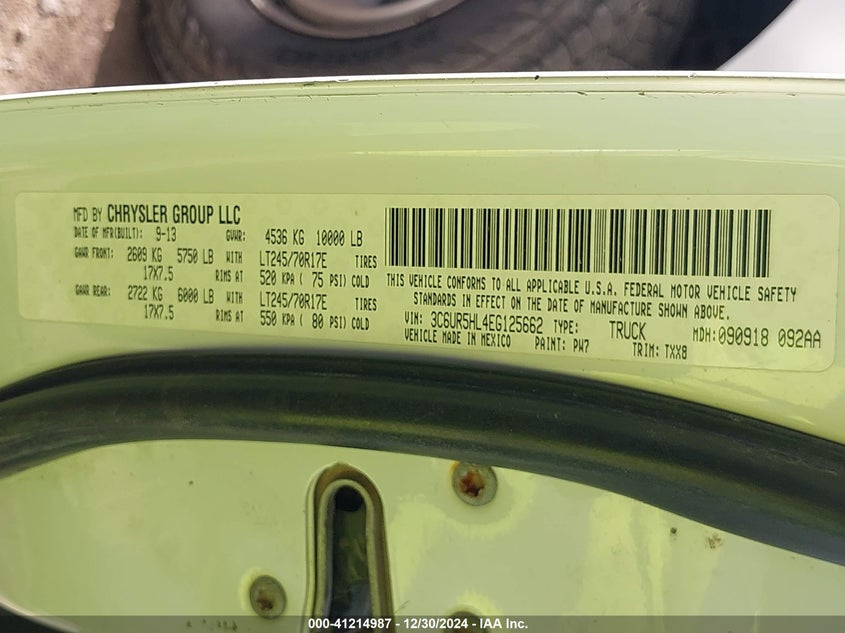 MFD BY CHRYSLER GROUP LLC
DATE OF MFR(BUILT): 9-13 GVWR: 4536 KG 10000 LB
GAWR FRONT: 2609 KG 5750 LB WITH LT245/70R17E TIRES
17X7.5 RIMS AT 520 KPA ( 75 PSI) COLD
GAWR REAR: 2722 KG 6000 LB WITH LT245/70R17E TIRES
17X7.5 RIMS AT 550 KPA ( 80 PSI) COLD
THIS VEHICLE CONFORMS TO ALL APPLICABLE U.S.A. FEDERAL MOTOR VEHICLE SAFETY
STANDARDS IN EFFECT ON THE DATE OF MANUFACTURE SHOWN ABOVE.
VIN: 3C6UR5HL4EG125662 TYPE: TRUCK MDH: 090918 092AA
VEHICLE MADE IN MEXICO PAINT: PW7 TRIM: TXX8
000-41214987 - 12/30/2024 - IAA Inc.